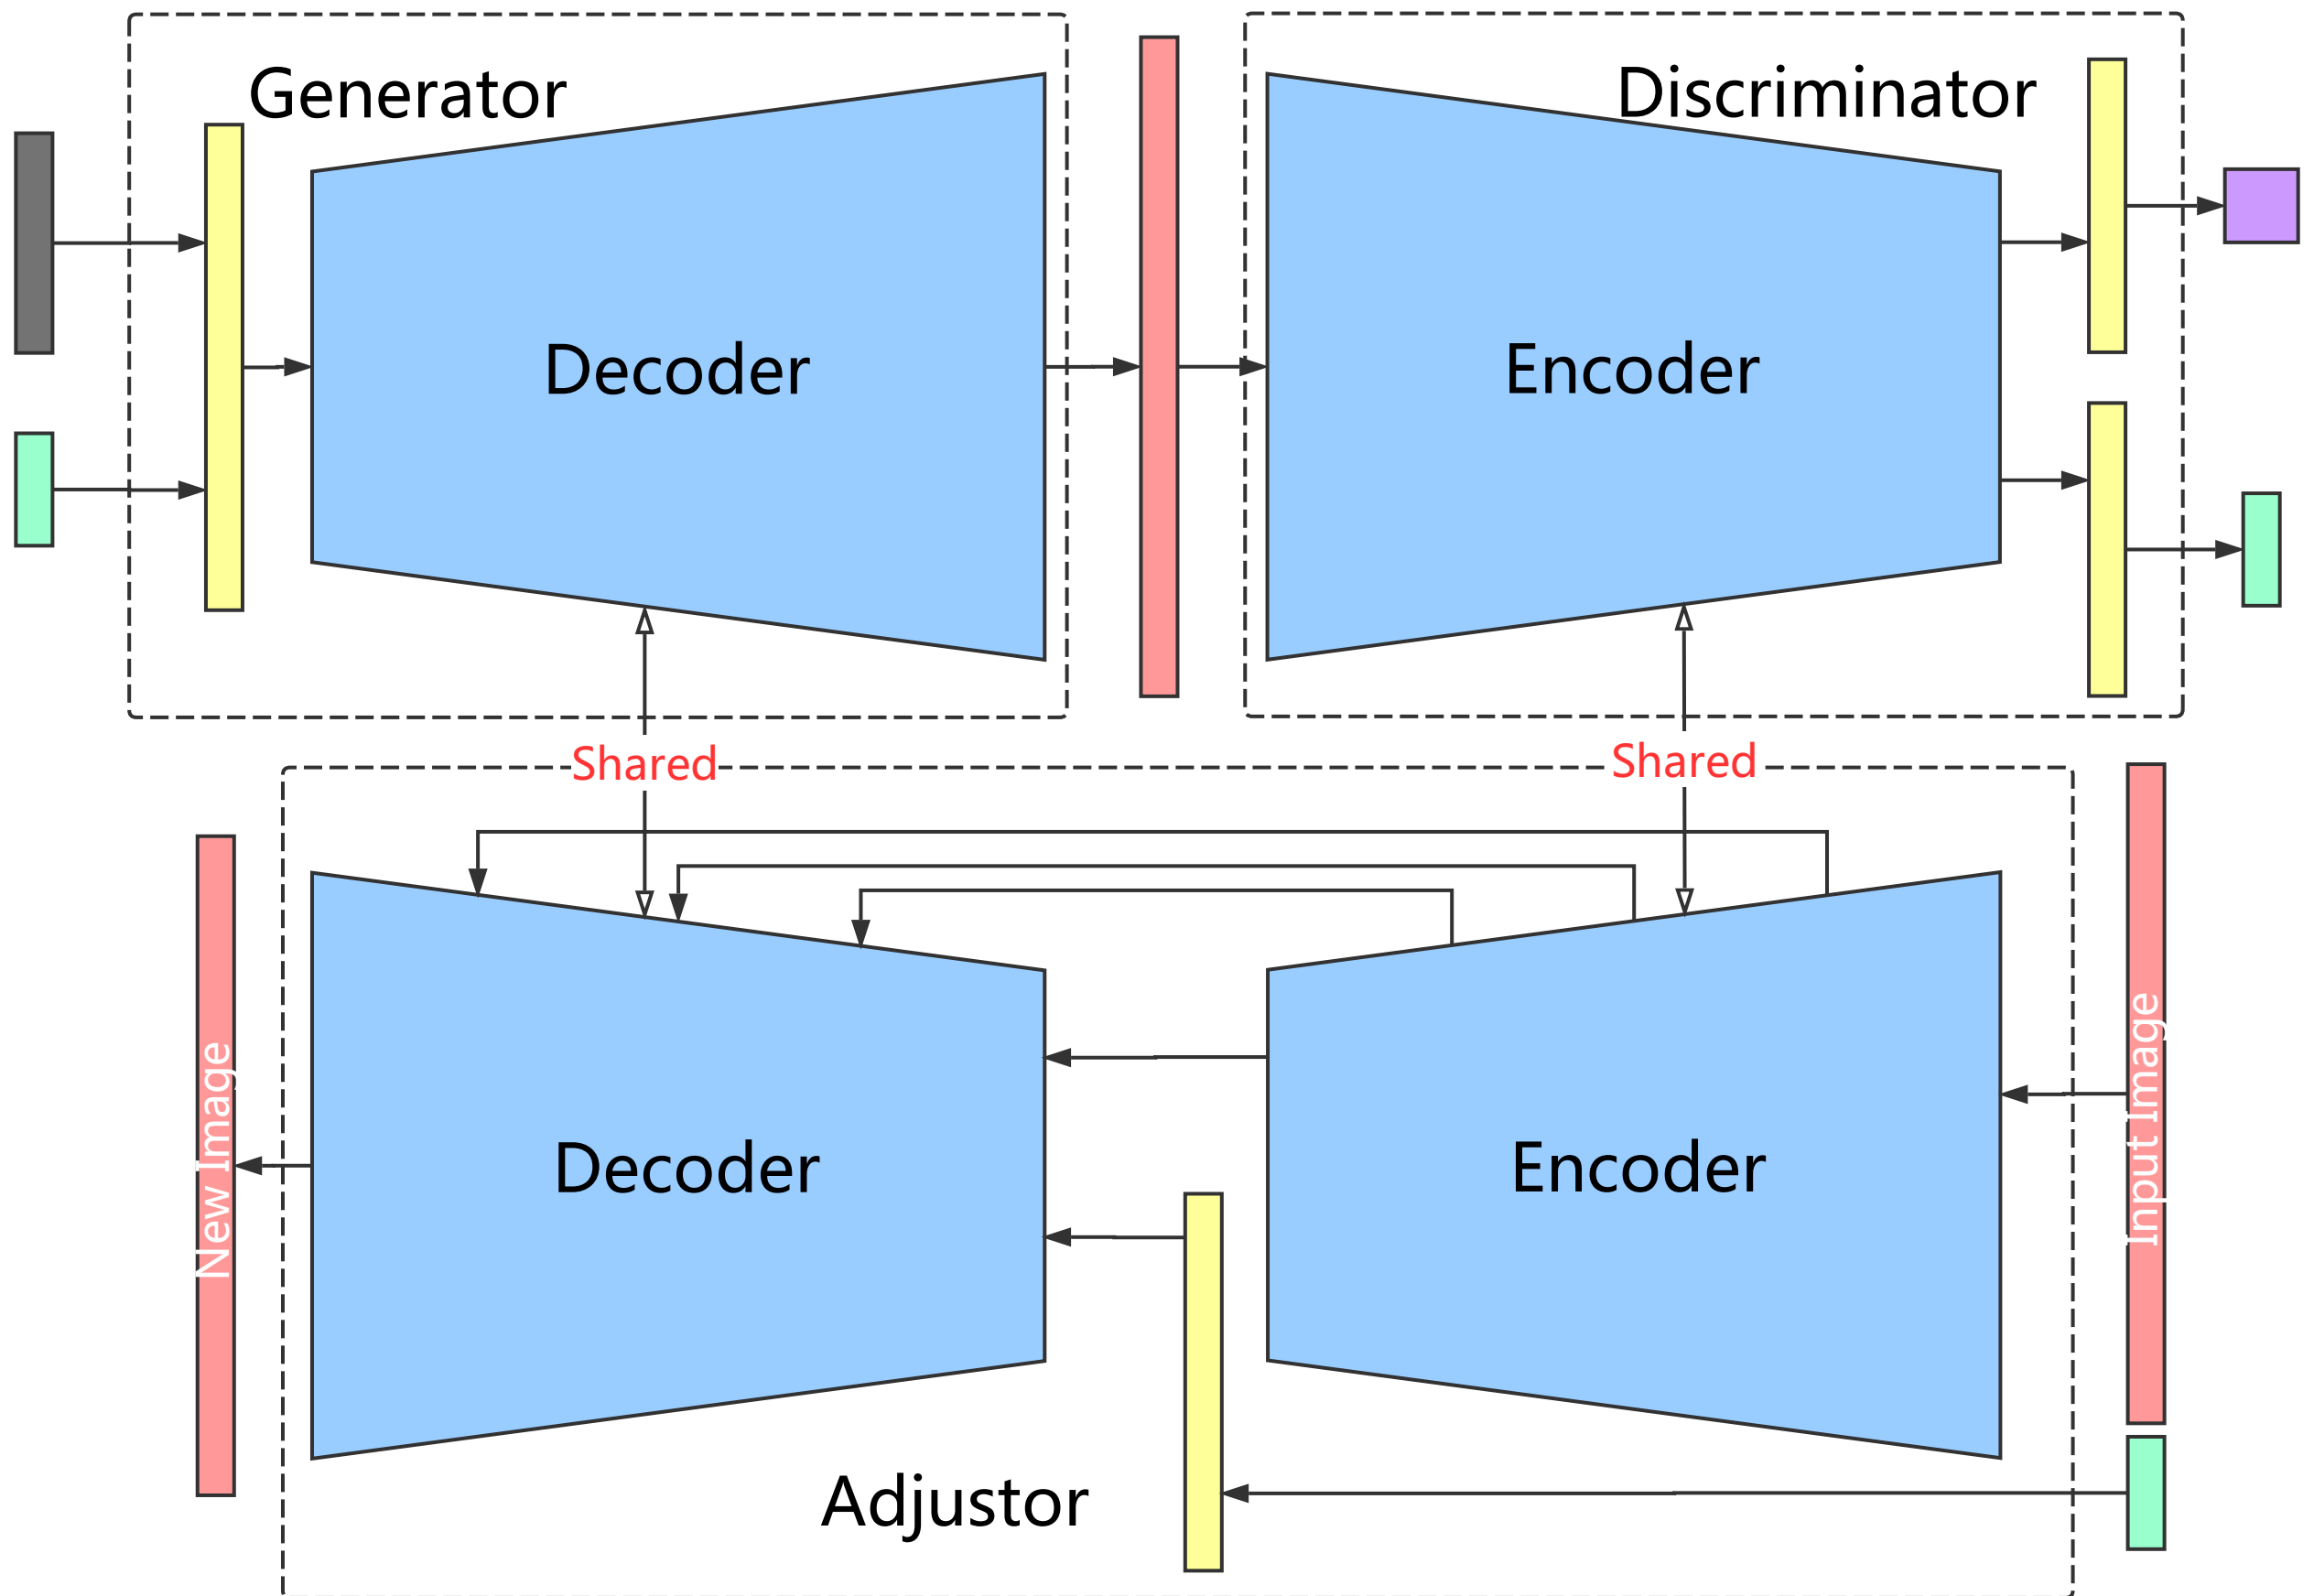 Generator
Discriminator
Decoder
Encoder
Shared
Shared
New Image
Input Image
Decoder
Encoder
Adjustor